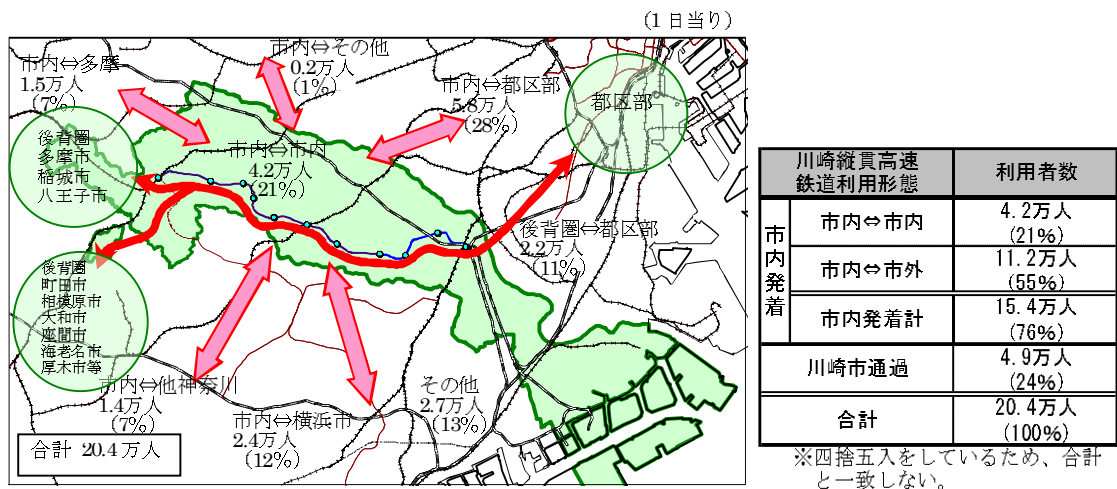 (１日当り)
市内⇔その他
0.2万人
(1%)
市内⇔多摩
1.5万人
(7%)
市内⇔都区部
5.8万人
(28%)
都区部
後背圏
多摩市
稲城市
八王子市
市内⇔市内
4.2万人
(21%)
後背圏⇔都区部
2.2万人
(11%)
後背圏
町田市
相模原市
大和市
座間市
海老名市
厚木市等
市内⇔他神奈川
1.4万人
(7%)
市内⇔横浜市
2.4万人
(12%)
その他
2.7万人
(13%)
合計 20.4万人
川崎縦貫高速
鉄道利用形態
利用者数
市内発着
市内⇔市内
4.2万人
(21%)
市内⇔市外
11.2万人
(55%)
市内発着計
15.4万人
(76%)
川崎市通過
4.9万人
(24%)
合計
20.4万人
(100%)
※四捨五入をしているため、合計
と一致しない。